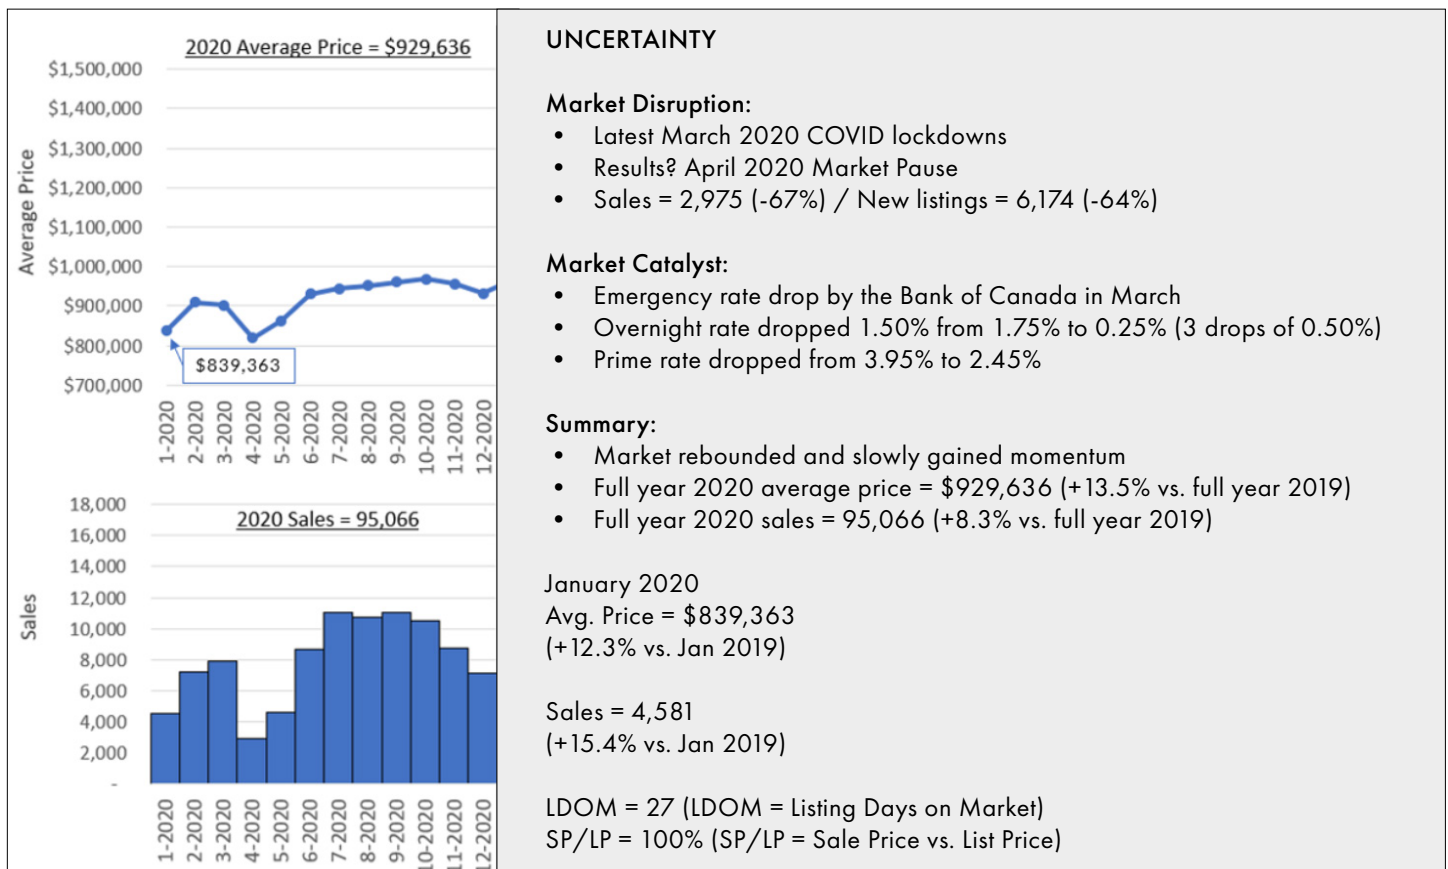 2020 Average Price = $929,636
$1,500,000
$1,400,000
$1,300,000
$1,200,000
$1,100,000
$1,000,000
$900,000
$800,000
$700,000
Average Price
$839,363
1-2020
2-2020
3-2020
4-2020
5-2020
6-2020
7-2020
8-2020
9-2020
10-2020
11-2020
12-2020
2020 Sales = 95,066
18,000
16,000
14,000
12,000
10,000
8,000
6,000
4,000
2,000
-
Sales
1-2020
2-2020
3-2020
4-2020
5-2020
6-2020
7-2020
8-2020
9-2020
10-2020
11-2020
12-2020
UNCERTAINTY
Market Disruption:
• Latest March 2020 COVID lockdowns
• Results? April 2020 Market Pause
• Sales = 2,975 (-67%) / New listings = 6,174 (-64%)
Market Catalyst:
• Emergency rate drop by the Bank of Canada in March
• Overnight rate dropped 1.50% from 1.75% to 0.25% (3 drops of 0.50%)
• Prime rate dropped from 3.95% to 2.45%
Summary:
• Market rebounded and slowly gained momentum
• Full year 2020 average price = $929,636 (+13.5% vs. full year 2019)
• Full year 2020 sales = 95,066 (+8.3% vs. full year 2019)
January 2020
Avg. Price = $839,363
(+12.3% vs. Jan 2019)
Sales = 4,581
(+15.4% vs. Jan 2019)
LDOM = 27 (LDOM = Listing Days on Market)
SP/LP = 100% (SP/LP = Sale Price vs. List Price)